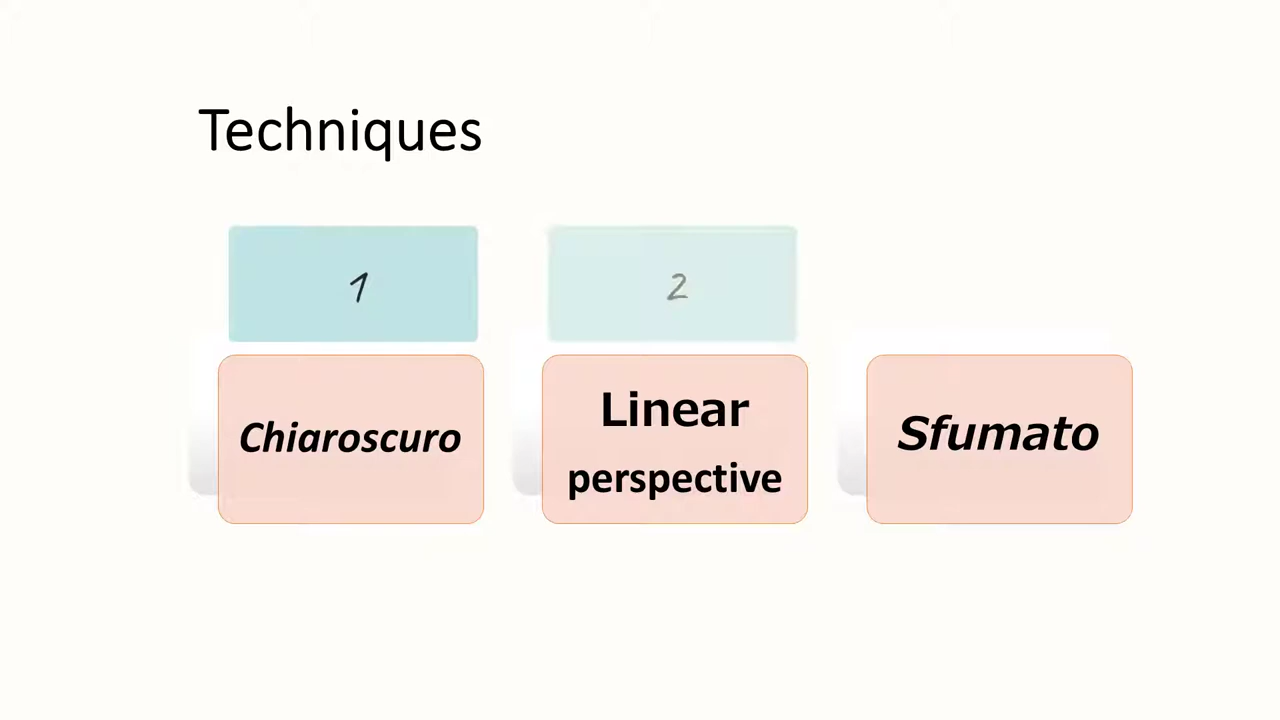 Techniques
1
2
Chiaroscuro
Linear
perspective
Sfumato